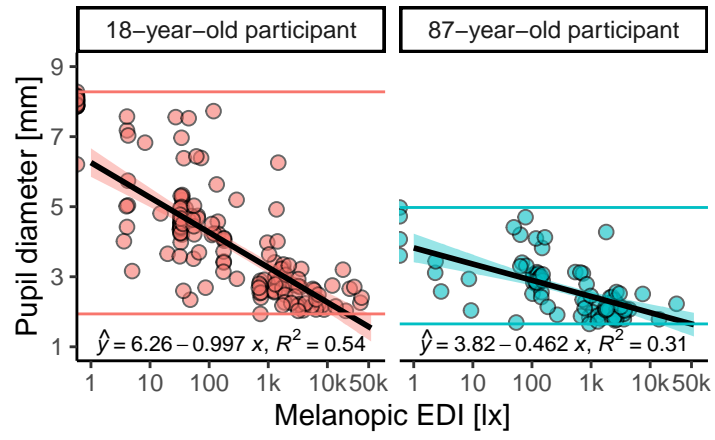 18−year−old participant
87−year−old participant
Pupil diameter [mm]
9
7
5
3
1
ŷ = 6.26 − 0.997 x, R² = 0.54
ŷ = 3.82 − 0.462 x, R² = 0.31
1 10 100 1k 10k 50k
1 10 100 1k 10k 50k
Melanopic EDI [lx]